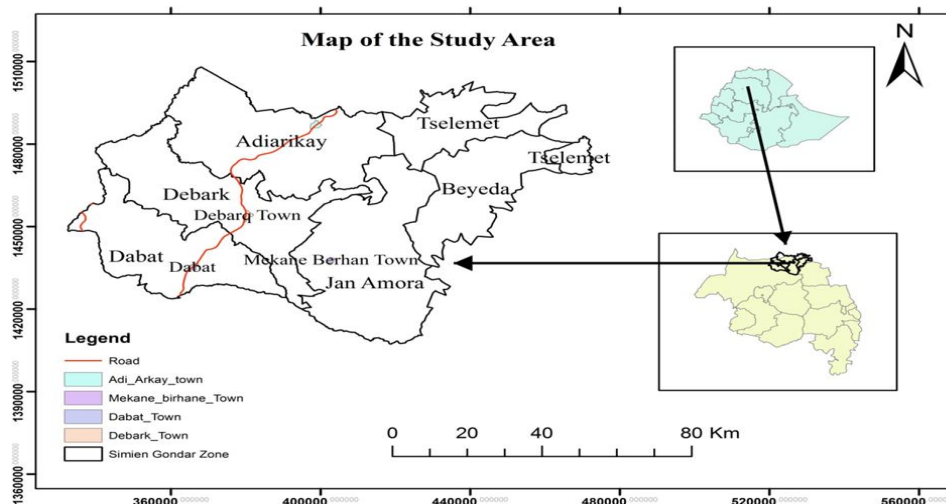 Map of the Study Area
N
1510000
1480000
1450000
1420000
1390000
1360000
Tselemet
Adiarikay
Tselemet
Debark
Beyeda
Debarq Town
Dabat
Dabat
Mekane Berhan Town
Jan Amora
Legend
Road
Adi_Arkay_town
Mekane_birhane_Town
Dabat_Town
Debark_Town
Simien Gondar Zone
0 20 40 80 Km
360000 400000 440000 480000 520000 560000